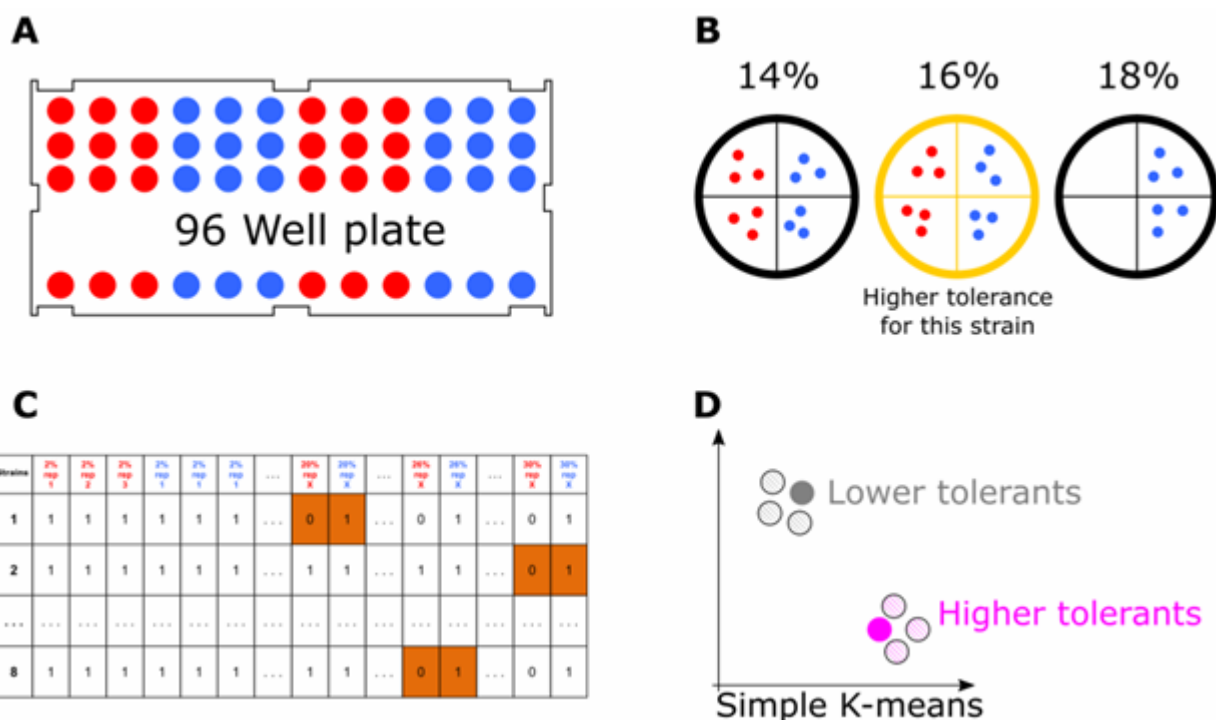 A
96 Well plate
B
14% 16% 18%
Higher tolerance
for this strain
C
trains 2% 2% 2% 2% 2% 2% ... 20% 20% ... 26% 26% ... 30% 30%
rep rep rep rep rep rep rep rep rep rep rep rep
1 2 3 1 1 1 X X X X X X
1 1 1 1 1 1 1 ... 0 1 ... 0 1 ... 0 1
2 1 1 1 1 1 1 ... 1 1 ... 1 1 ... 0 1
... ... ... ... ... ... ... ... ... ... ... ... ... ... ... ...
8 1 1 1 1 1 1 ... 1 1 ... 0 1 ... 0 1
D
Lower tolerants
Higher tolerants
Simple K-means